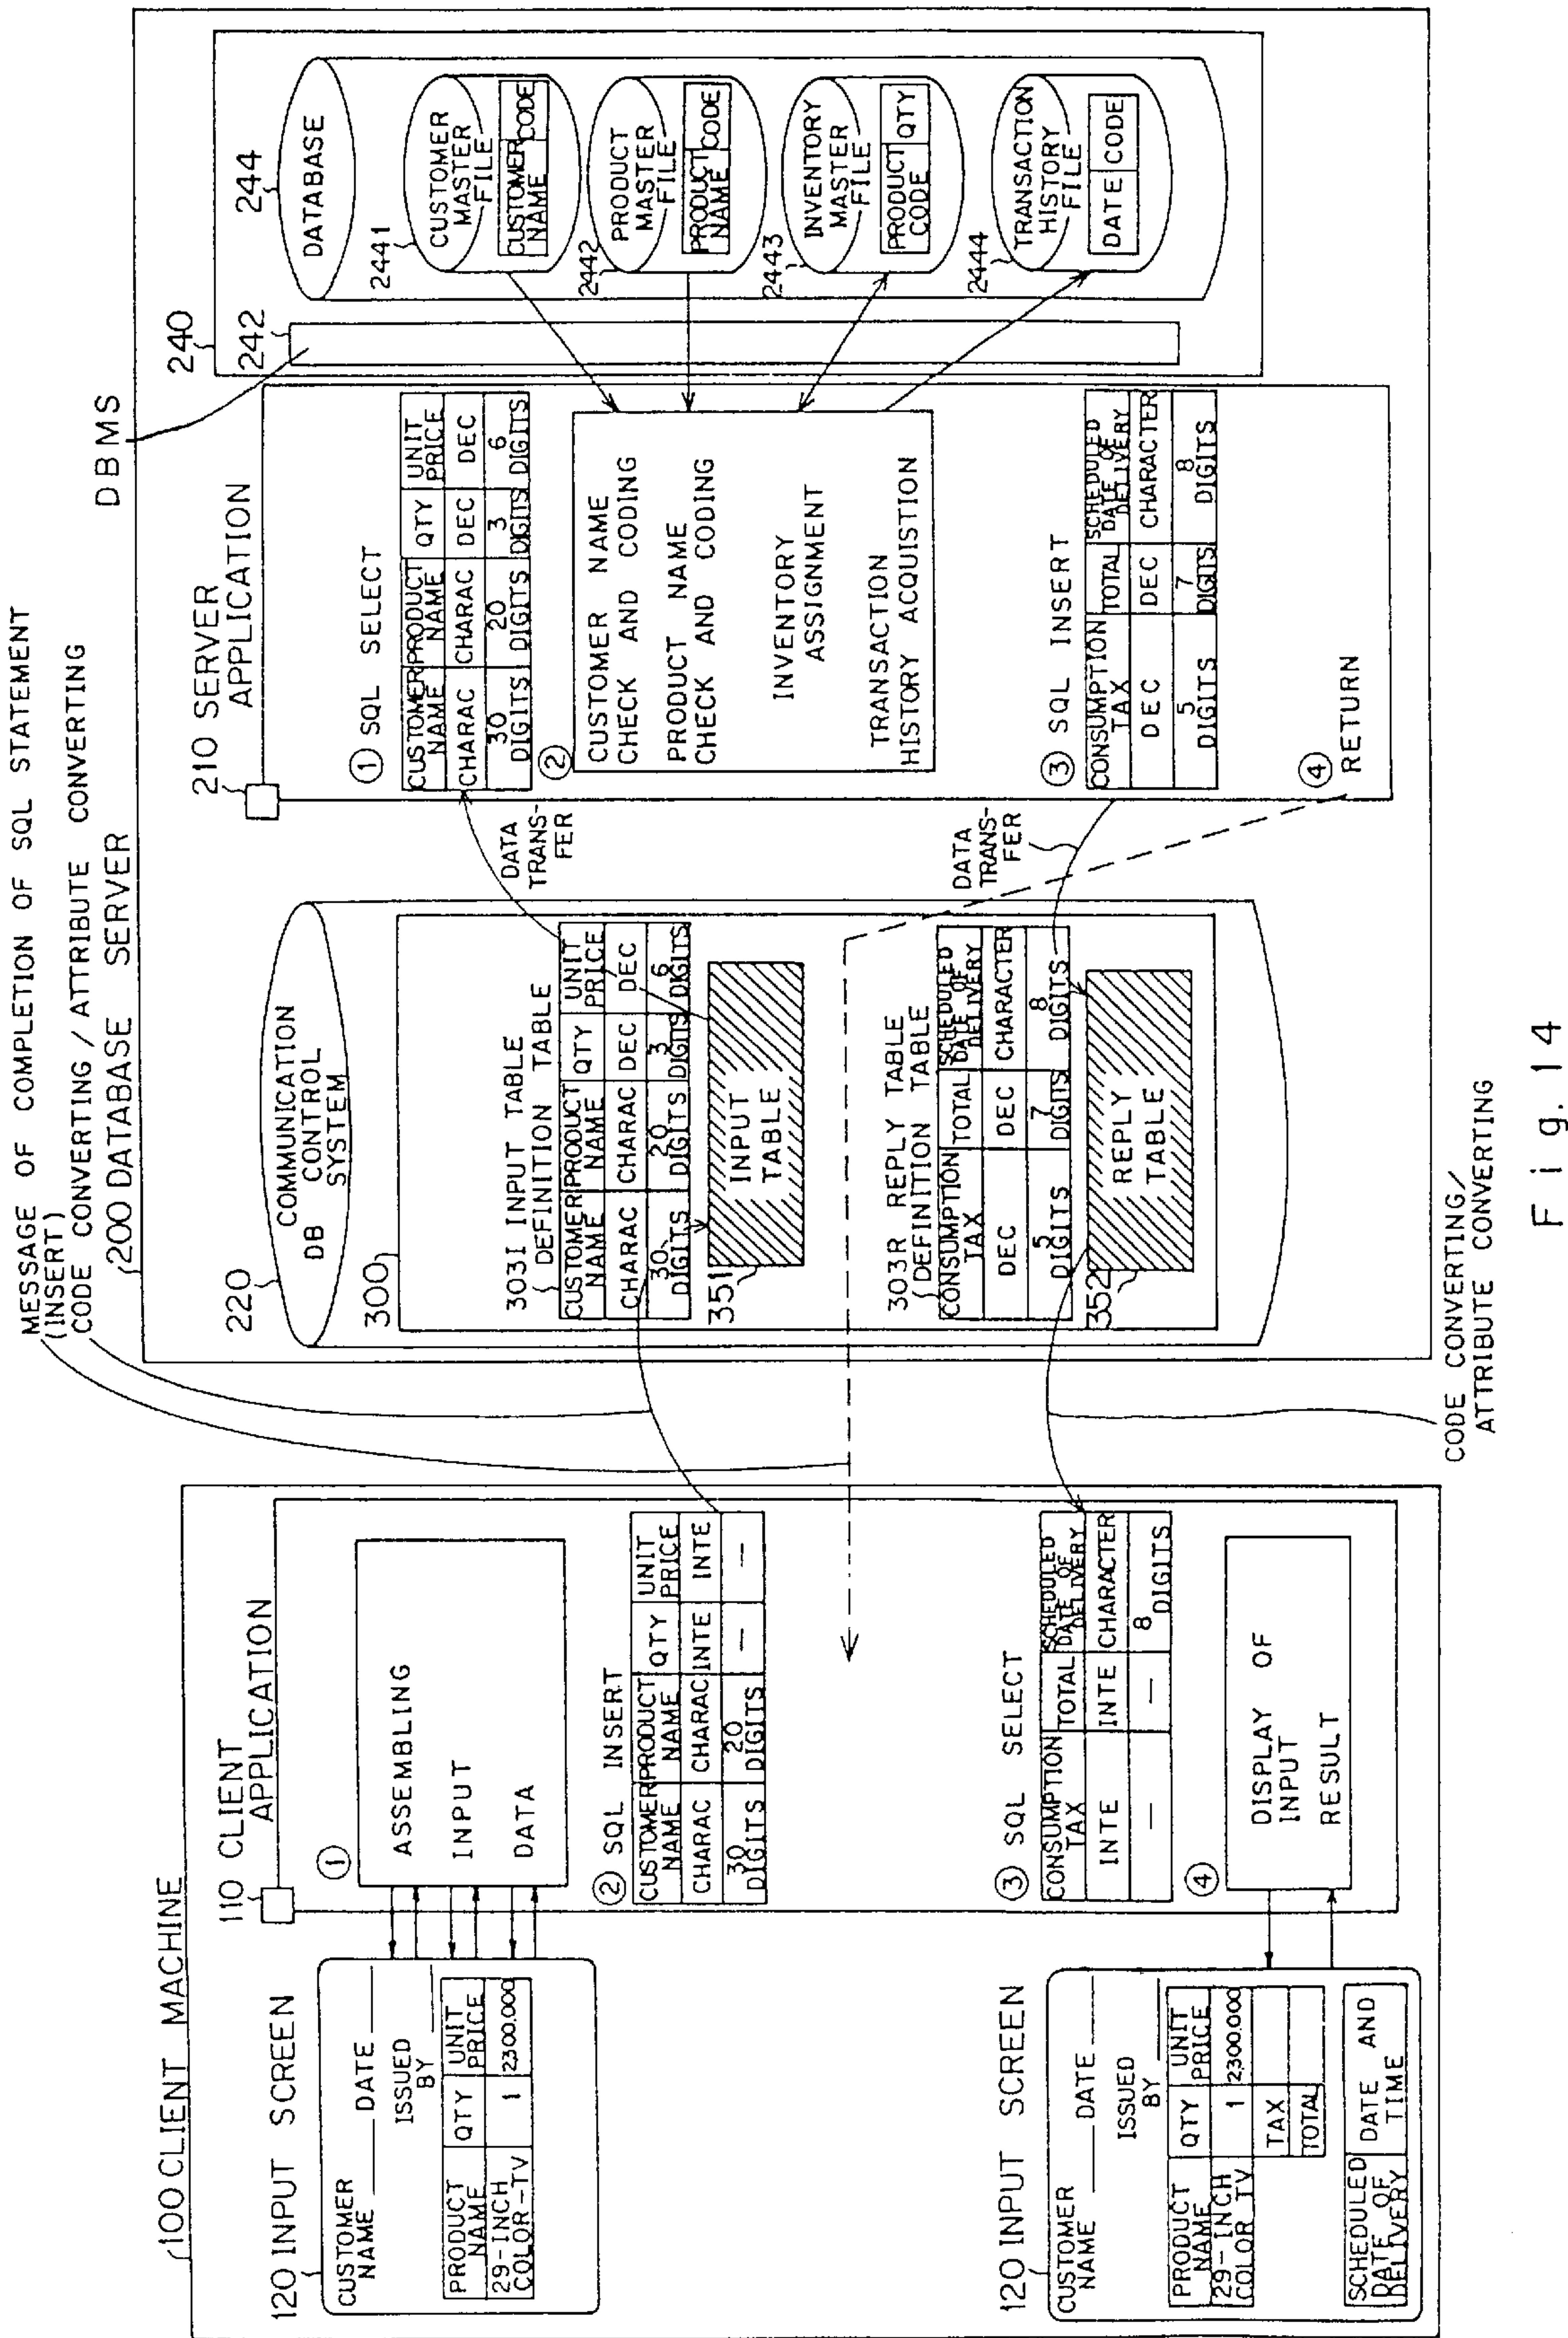 100 CLIENT MACHINE
120 INPUT SCREEN
CUSTOMER
NAME
DATE
ISSUED
BY
PRODUCT
NAME
QTY
UNIT
PRICE
29-INCH
COLOR-TV
1
2,300,000
110 CLIENT
APPLICATION
①
ASSEMBLING
INPUT
DATA
② SQL INSERT
CUSTOMER
NAME
PRODUCT
NAME
QTY
UNIT
PRICE
CHARAC
CHARAC
INTE
INTE
30
DIGITS
20
DIGITS
—
—
120 INPUT SCREEN
CUSTOMER
NAME
DATE
ISSUED
BY
PRODUCT
NAME
QTY
UNIT
PRICE
29-INCH
COLOR TV
1
2,300,000
TAX
TOTAL
SCHEDULED
DATE OF
DELIVERY
DATE AND
TIME
③ SQL SELECT
CONSUMPTION
TAX
TOTAL
SCHEDULED
DATE OF
DELIVERY
INTE
INTE
CHARACTER
—
—
8
DIGITS
④
DISPLAY OF
INPUT
RESULT
MESSAGE OF COMPLETION OF SQL STATEMENT
(INSERT)
CODE CONVERTING / ATTRIBUTE CONVERTING
200 DATABASE SERVER
220
COMMUNICATION
DB CONTROL
SYSTEM
300
303I INPUT TABLE
DEFINITION TABLE
CUSTOMER
NAME
PRODUCT
NAME
QTY
UNIT
PRICE
CHARAC
CHARAC
DEC
DEC
30
DIGITS
20
DIGITS
3
DIGITS
6
DIGITS
351
INPUT
TABLE
303R REPLY TABLE
DEFINITION TABLE
CONSUMPTION
TAX
TOTAL
SCHEDULED
DATE OF
DELIVERY
DEC
DEC
CHARACTER
5
DIGITS
7
DIGITS
8
DIGITS
352
REPLY
TABLE
CODE CONVERTING/
ATTRIBUTE CONVERTING
DATA
TRANS-
FER
DATA
TRANS-
FER
210 SERVER
APPLICATION
① SQL SELECT
CUSTOMER
NAME
PRODUCT
NAME
QTY
UNIT
PRICE
CHARAC
CHARAC
DEC
DEC
30
DIGITS
20
DIGITS
3
DIGITS
6
DIGITS
②
CUSTOMER NAME
CHECK AND CODING
PRODUCT NAME
CHECK AND CODING
INVENTORY
ASSIGNMENT
TRANSACTION
HISTORY ACQUISTION
③ SQL INSERT
CONSUMPTION
TAX
TOTAL
SCHEDULED
DATE OF
DELIVERY
DEC
DEC
CHARACTER
5
DIGITS
7
DIGITS
8
DIGITS
④
RETURN
DBMS
240
242
244
DATABASE
2441
CUSTOMER
MASTER
FILE
CUSTOMER
NAME
CODE
2442
PRODUCT
MASTER
FILE
PRODUCT
NAME
CODE
2443
INVENTORY
MASTER
FILE
PRODUCT
CODE
QTY
2444
TRANSACTION
HISTORY
FILE
DATE
CODE
Fig. 14